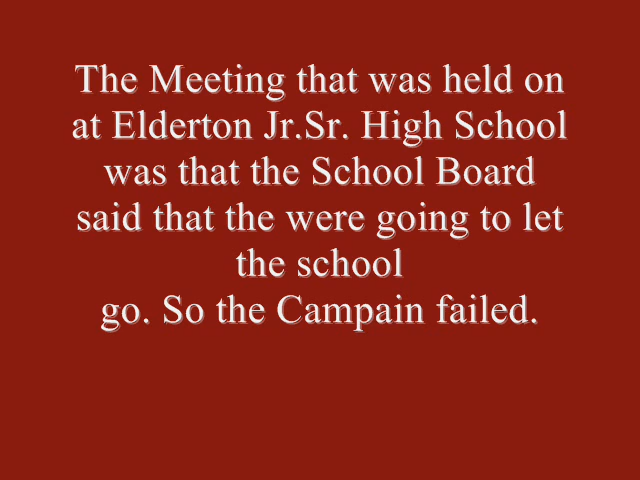 The Meeting that was held on
at Elderton Jr.Sr. High School
was that the School Board
said that the were going to let
the school
go. So the Campain failed.